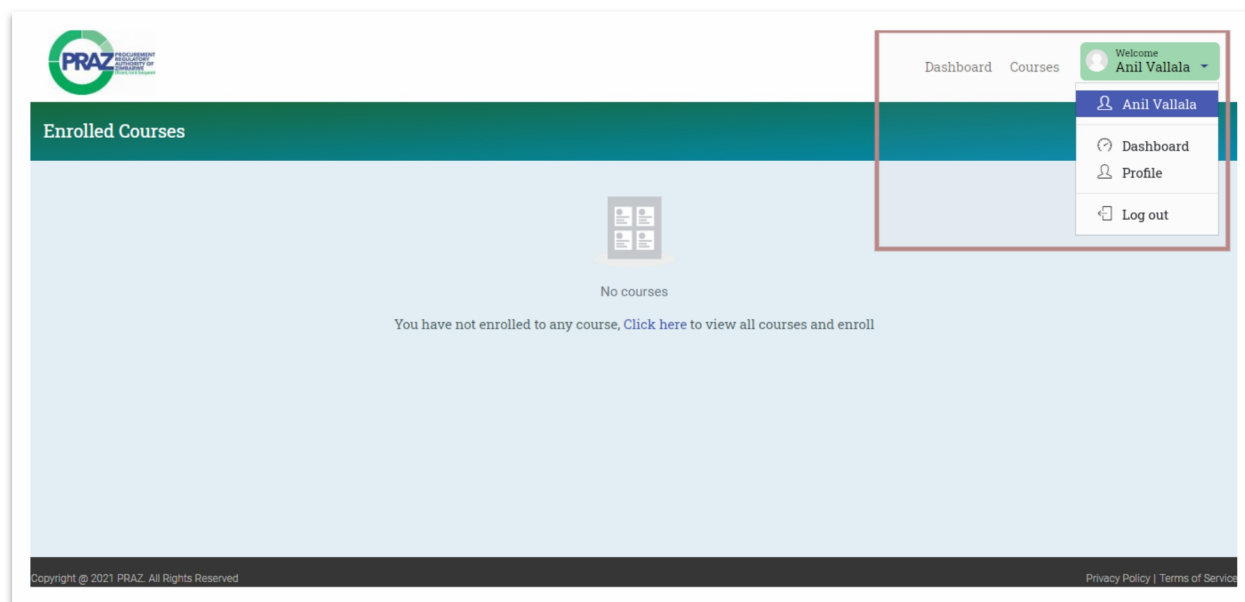 PRAZ
PROCUREMENT
REGULATORY
AUTHORITY OF
ZIMBABWE
Dashboard Courses
Welcome
Anil Vallala
Anil Vallala
Enrolled Courses
Dashboard
Profile
Log out
No courses
You have not enrolled to any course, Click here to view all courses and enroll
Copyright @ 2021 PRAZ. All Rights Reserved
Privacy Policy | Terms of Service